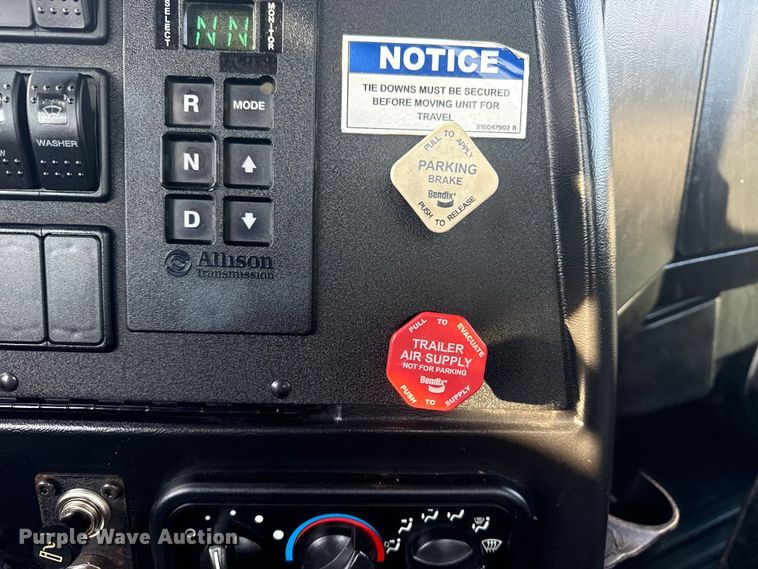 SELECT
NN
MONITOR
R
MODE
N
D
Allison
Transmission
WASHER
NOTICE
TIE DOWNS MUST BE SECURED
BEFORE MOVING UNIT FOR
TRAVEL
PULL TO APPLY
PARKING
BRAKE
Bendix
PUSH TO RELEASE
PULL TO EVACUATE
TRAILER
AIR SUPPLY
NOT FOR PARKING
Bendix
PUSH TO SUPPLY
Purple Wave Auction